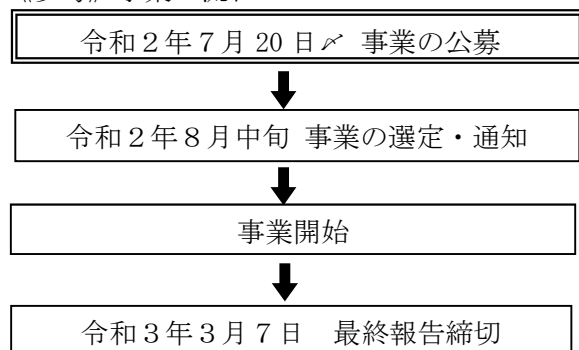 令和２年７月 20 日〆 事業の公募
令和２年８月中旬 事業の選定・通知
事業開始
令和３年３月７日　最終報告締切